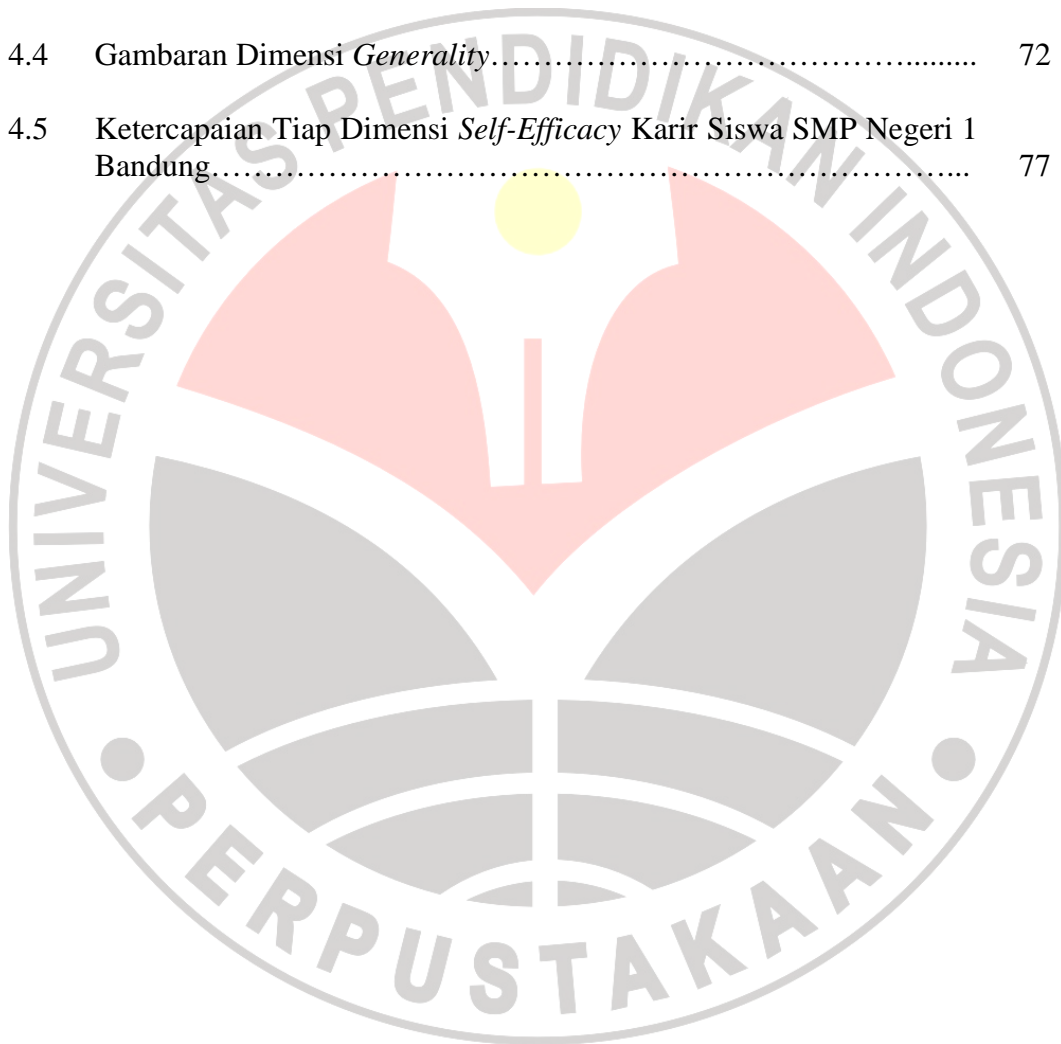 4.4 Gambaran Dimensi Generality……………………………………......... 72
4.5 Ketercapaian Tiap Dimensi Self-Efficacy Karir Siswa SMP Negeri 1
Bandung………………………………………………………………... 77
UNIVERSITAS PENDIDIKAN INDONESIA
• PERPUSTAKAAN •